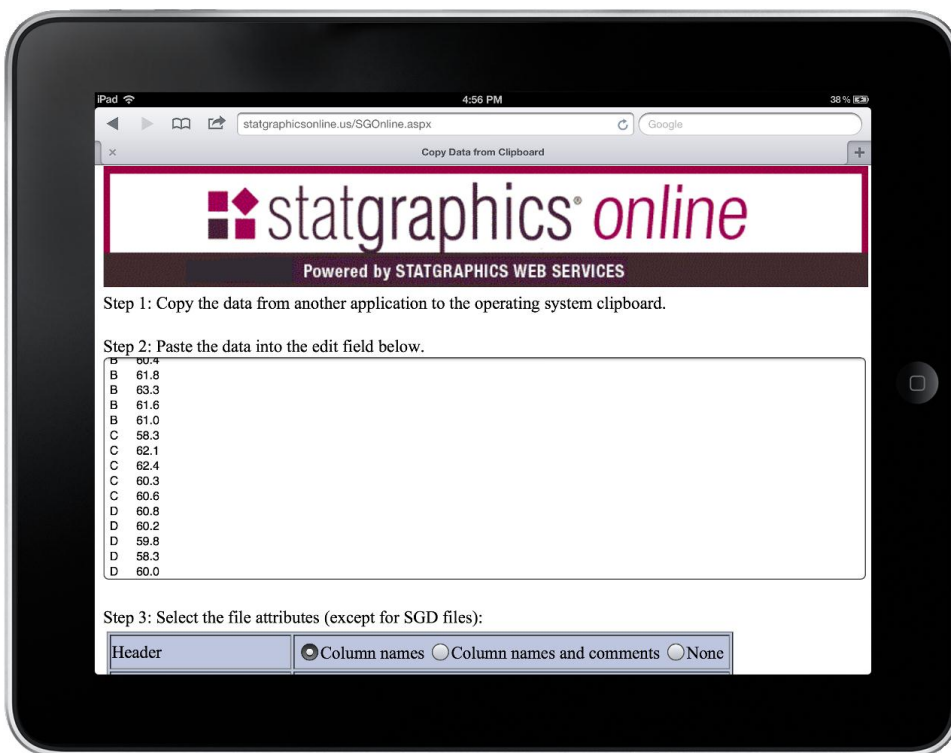 iPad 4:56 PM 38 %
statgraphicsonline.us/SGOnline.aspx Google
× Copy Data from Clipboard +
statgraphics® online
Powered by STATGRAPHICS WEB SERVICES
Step 1: Copy the data from another application to the operating system clipboard.
Step 2: Paste the data into the edit field below.
B 60.4
B 61.8
B 63.3
B 61.6
B 61.0
C 58.3
C 62.1
C 62.4
C 60.3
C 60.6
D 60.8
D 60.2
D 59.8
D 58.3
D 60.0
Step 3: Select the file attributes (except for SGD files):
Header Column names Column names and comments None